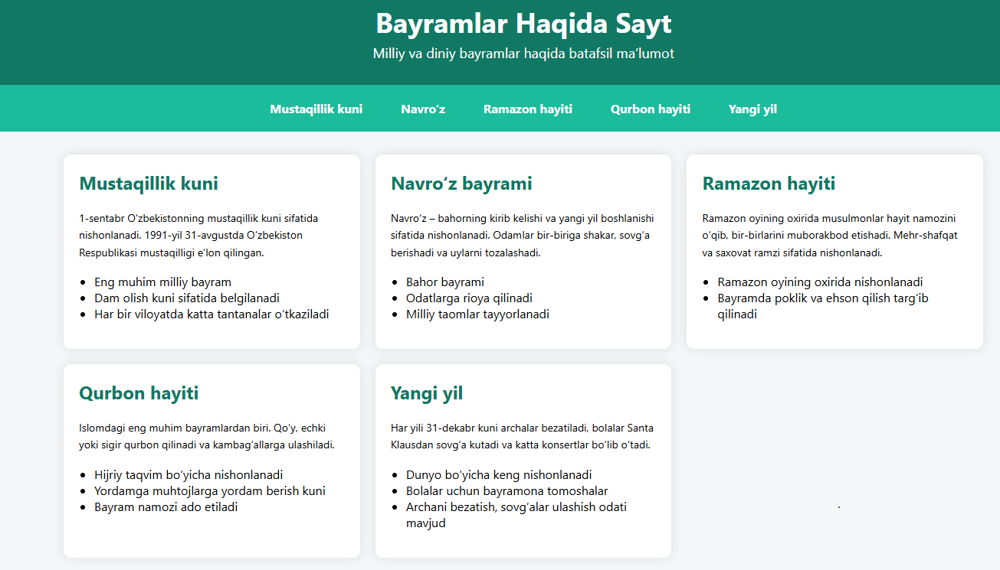 Bayramlar Haqida Sayt
Milliy va diniy bayramlar haqida batafsil ma’lumot
Mustaqillik kuni Navro‘z Ramazon hayiti Qurbon hayiti Yangi yil
Mustaqillik kuni
1-sentabr O‘zbekistonning mustaqillik kuni sifatida
nishonlanadi. 1991-yil 31-avgustda O‘zbekiston
Respublikasi mustaqilligi e’lon qilingan.
• Eng muhim milliy bayram
• Dam olish kuni sifatida belgilanadi
• Har bir viloyatda katta tantanalar o‘tkaziladi
Navro‘z bayrami
Navro‘z – bahorning kirib kelishi va yangi yil boshlanishi
sifatida nishonlanadi. Odamlar bir-biriga shakar, sovg‘a
berishadi va uylarni tozalashadi.
• Bahor bayrami
• Odatlarga rioya qilinadi
• Milliy taomlar tayyorlanadi
Ramazon hayiti
Ramazon oyining oxirida musulmonlar hayit namozini
o‘qib, bir-birlarini muborakbod etishadi. Mehr-shafqat
va saxovat ramzi sifatida nishonlanadi.
• Ramazon oyining oxirida nishonlanadi
• Bayramda poklik va ehson qilish targ‘ib
qilinadi
Qurbon hayiti
Islomdagi eng muhim bayramlardan biri. Qo‘y, echki
yoki sigir qurbon qilinadi va kambag‘allarga ulashiladi.
• Hijriy taqvim bo‘yicha nishonlanadi
• Yordamga muhtojlarga yordam berish kuni
• Bayram namozi ado etiladi
Yangi yil
Har yili 31-dekabr kuni archalar bezatiladi, bolalar Santa
Klausdan sovg‘a kutadi va katta konsertlar bo‘lib o‘tadi.
• Dunyo bo‘yicha keng nishonlanadi
• Bolalar uchun bayramona tomoshalar
• Archani bezatish, sovg‘alar ulashish odati
mavjud